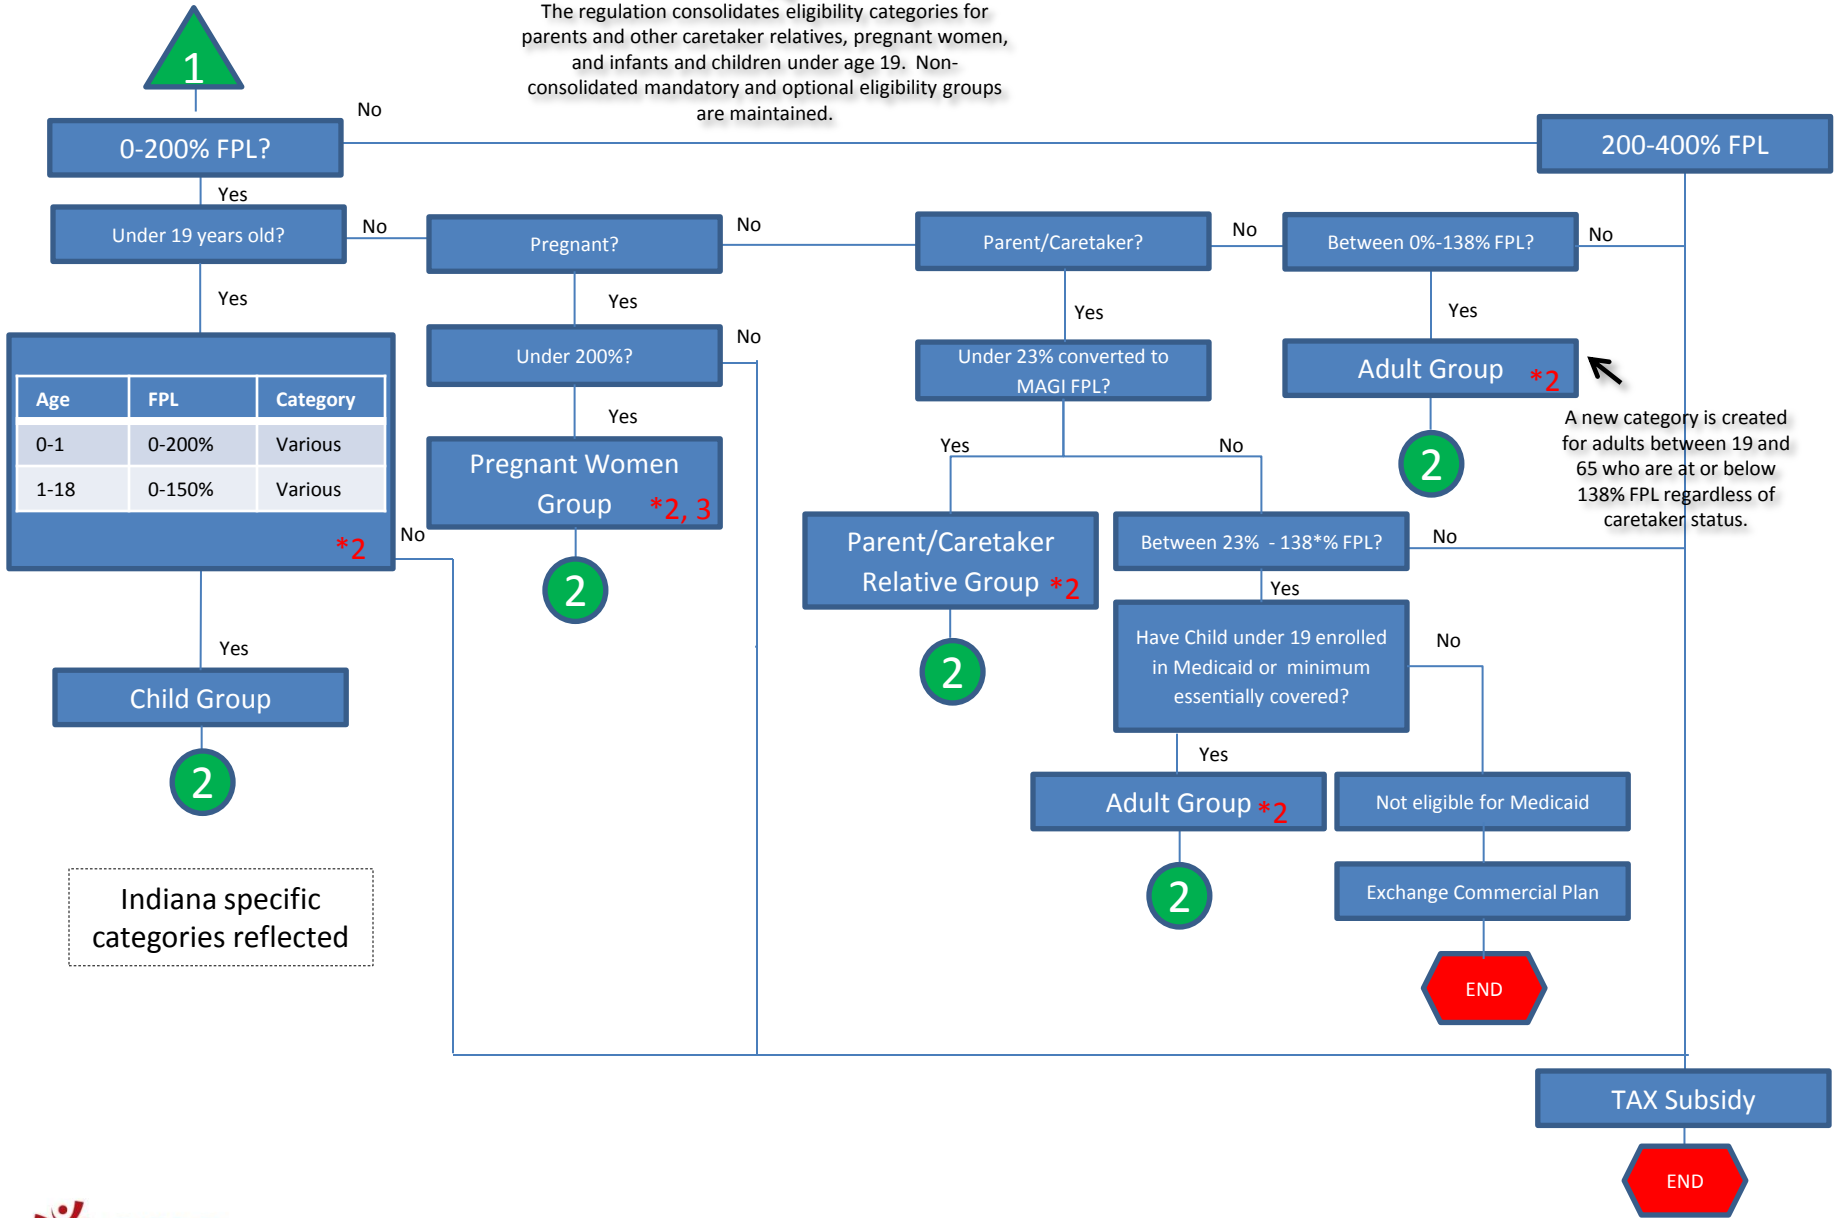 The regulation consolidates eligibility categories for
parents and other caretaker relatives, pregnant women,
and infants and children under age 19. Non-
consolidated mandatory and optional eligibility groups
are maintained.
1
No
0-200% FPL?
200-400% FPL
Yes
Under 19 years old?
No
Pregnant?
No
Parent/Caretaker?
No
Between 0%-138% FPL?
No
Yes
Yes
Yes
Yes
Under 200%?
No
Under 23% converted to
MAGI FPL?
Adult Group *2
A new category is created
for adults between 19 and
65 who are at or below
138% FPL regardless of
caretaker status.
2
Age FPL Category
0-1 0-200% Various
1-18 0-150% Various
*2
No
Yes
Pregnant Women
Group *2, 3
2
Yes
No
Parent/Caretaker
Relative Group *2
2
Between 23% - 138*% FPL?
No
Yes
Have Child under 19 enrolled
in Medicaid or minimum
essentially covered?
No
Yes
Child Group
2
Yes
Adult Group *2
2
Not eligible for Medicaid
Exchange Commercial Plan
END
Indiana specific
categories reflected
TAX Subsidy
END